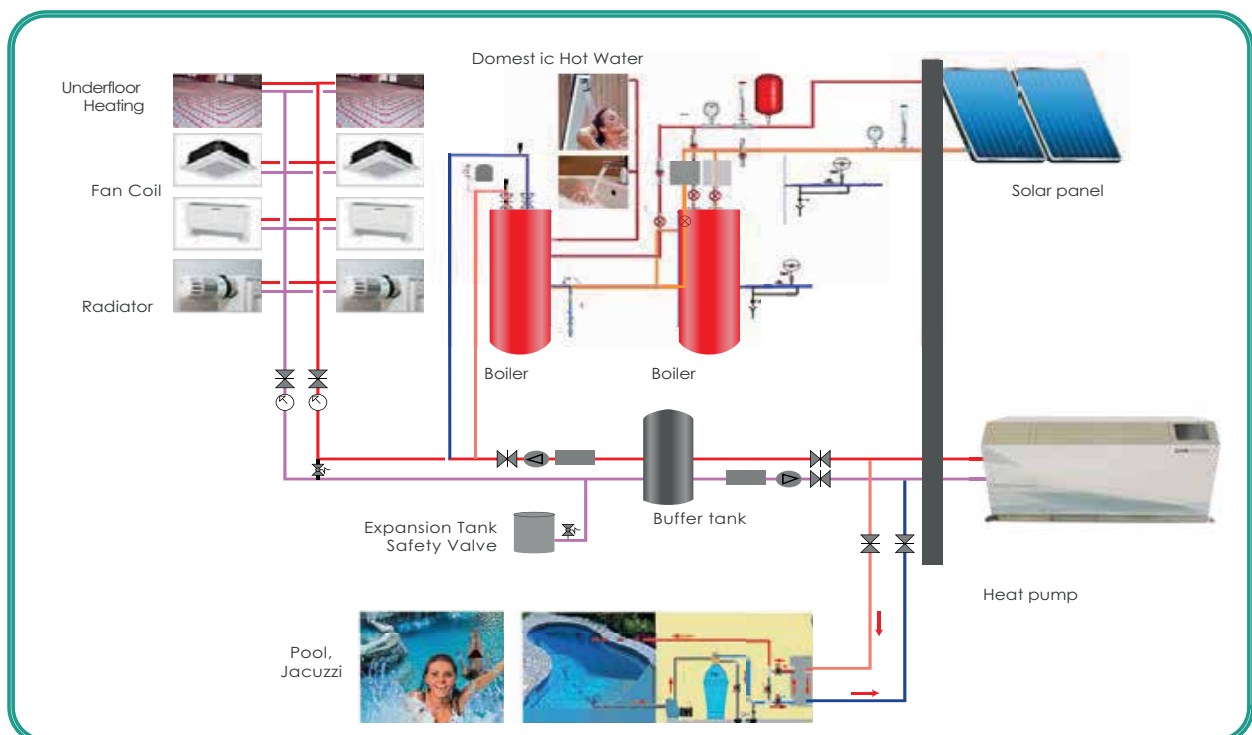 Underfloor
Heating
Fan Coil
Radiator
Domest ic Hot Water
Solar panel
Boiler
Boiler
Buffer tank
Expansion Tank
Safety Valve
Heat pump
Pool,
Jacuzzi